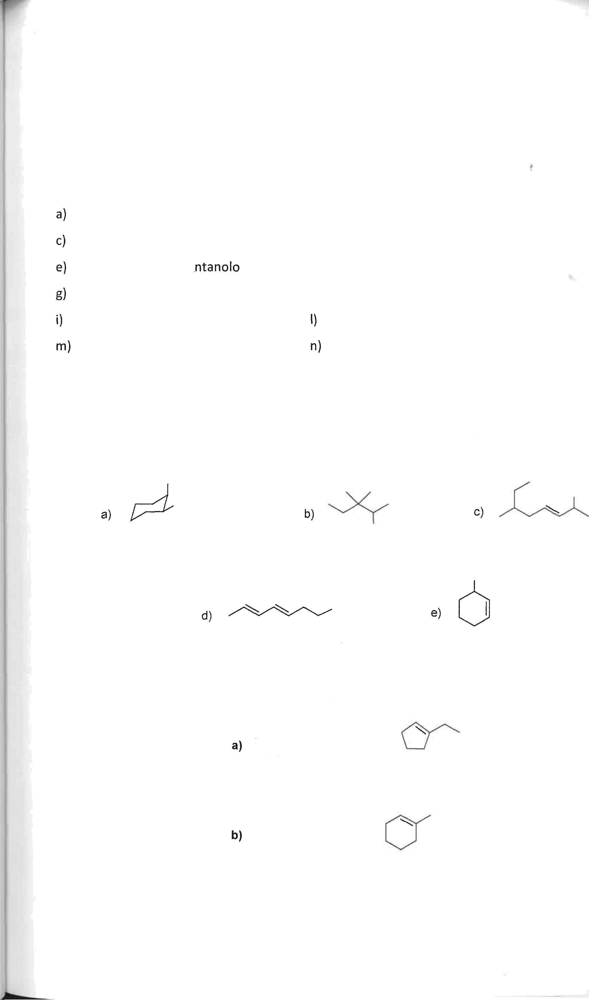 a)
c)
e) ntanolo
g)
i) l)
m) n)
a) b) c)
d) e)
a)
b)